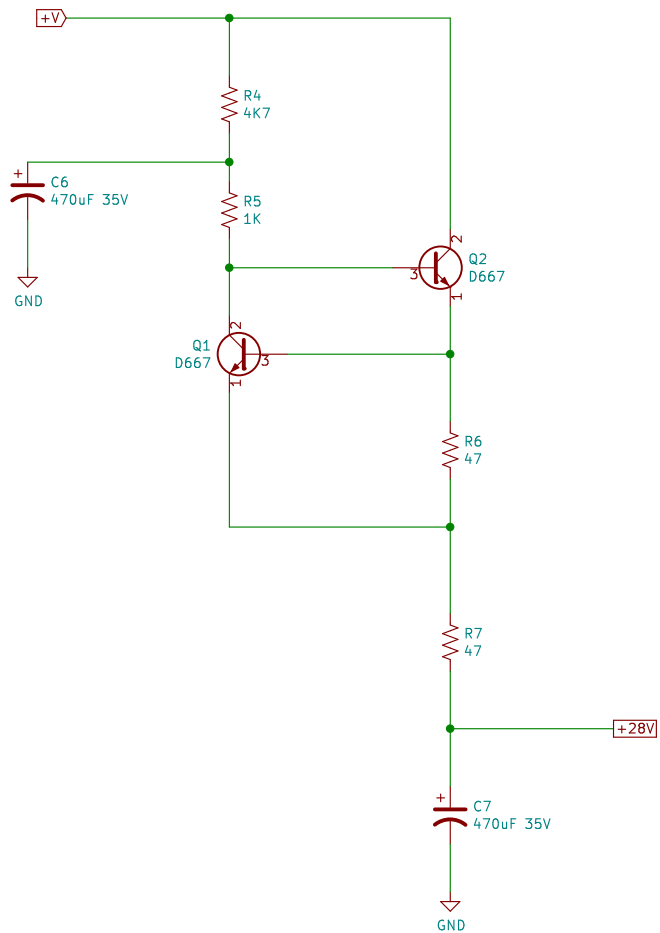 +V
R4
4K7
+
C6
470uF 35V
R5
1K
GND
2
Q2
D667
3
1
2
Q1
D667
3
1
R6
47
R7
47
+28V
+
C7
470uF 35V
GND